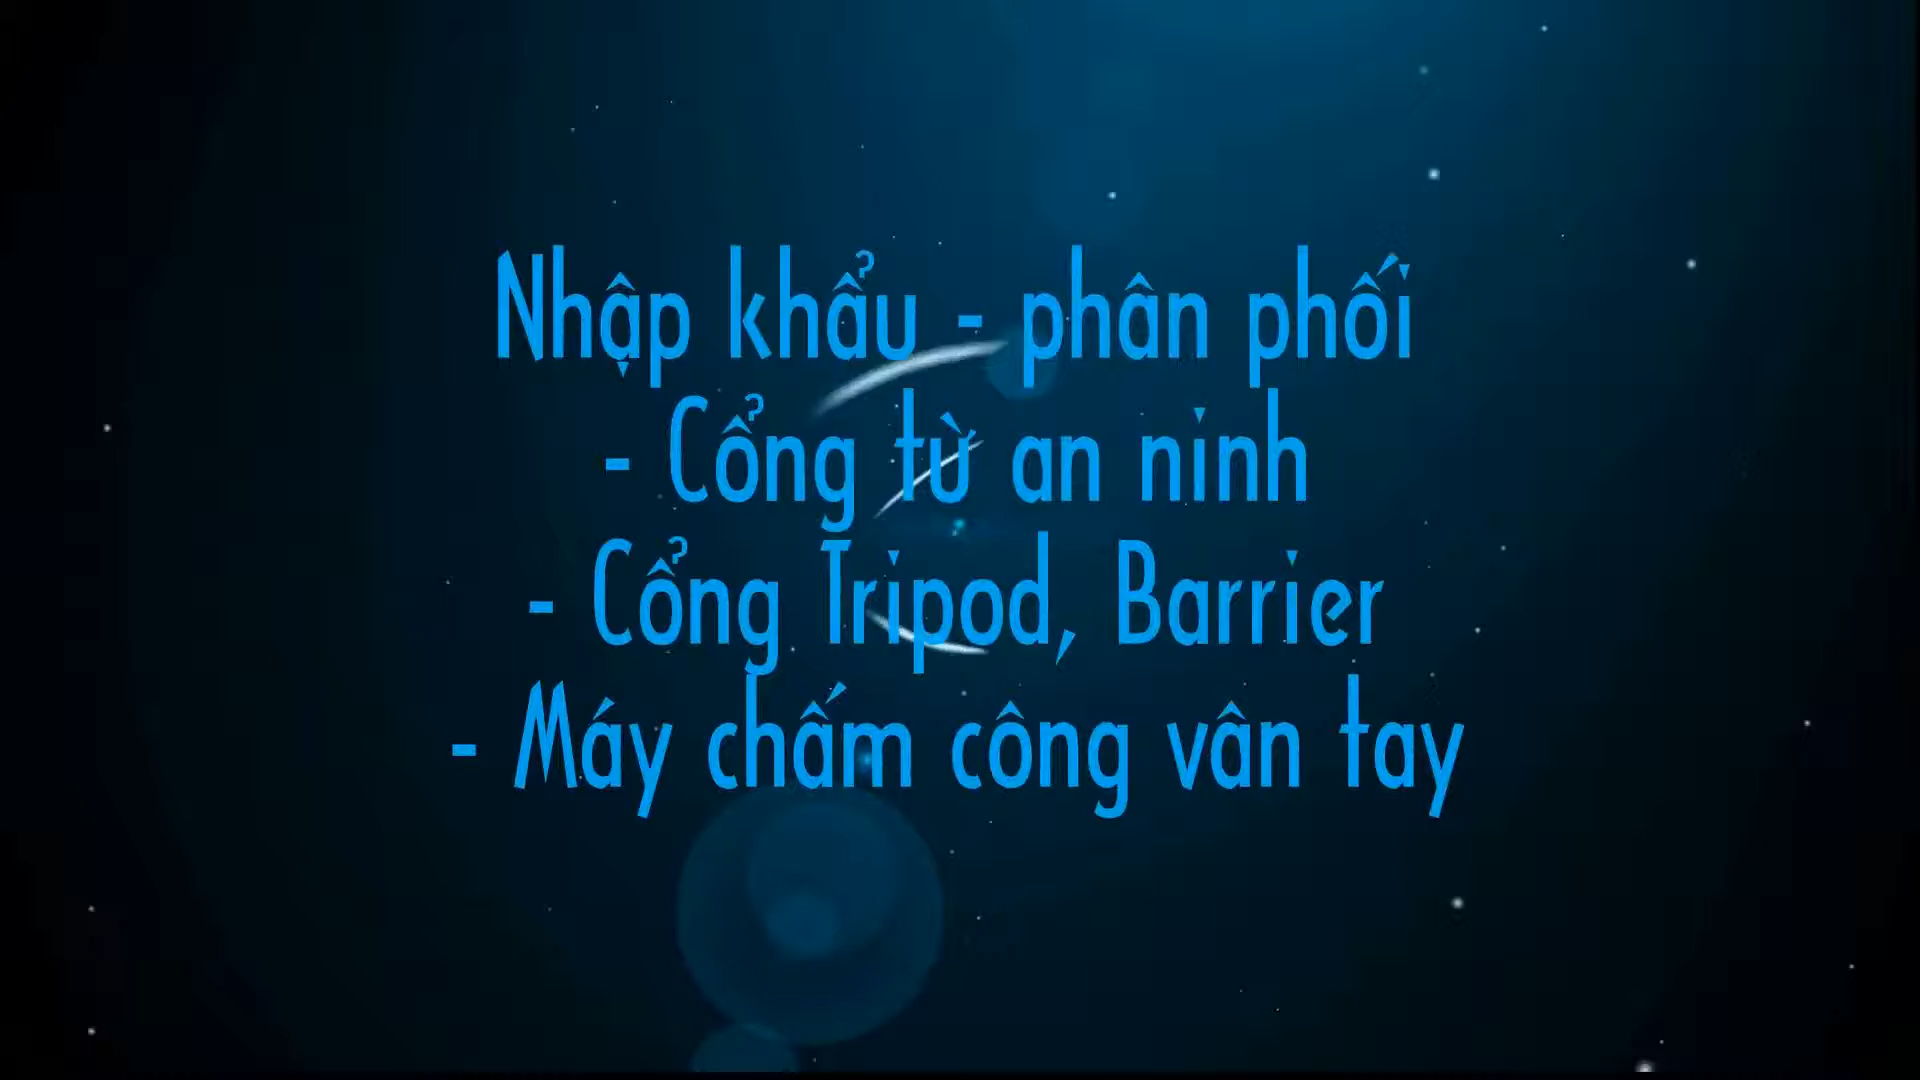 Nhập khẩu - phân phối
- Cổng từ an ninh
- Cổng Tripod, Barrier
- Máy chấm công vân tay